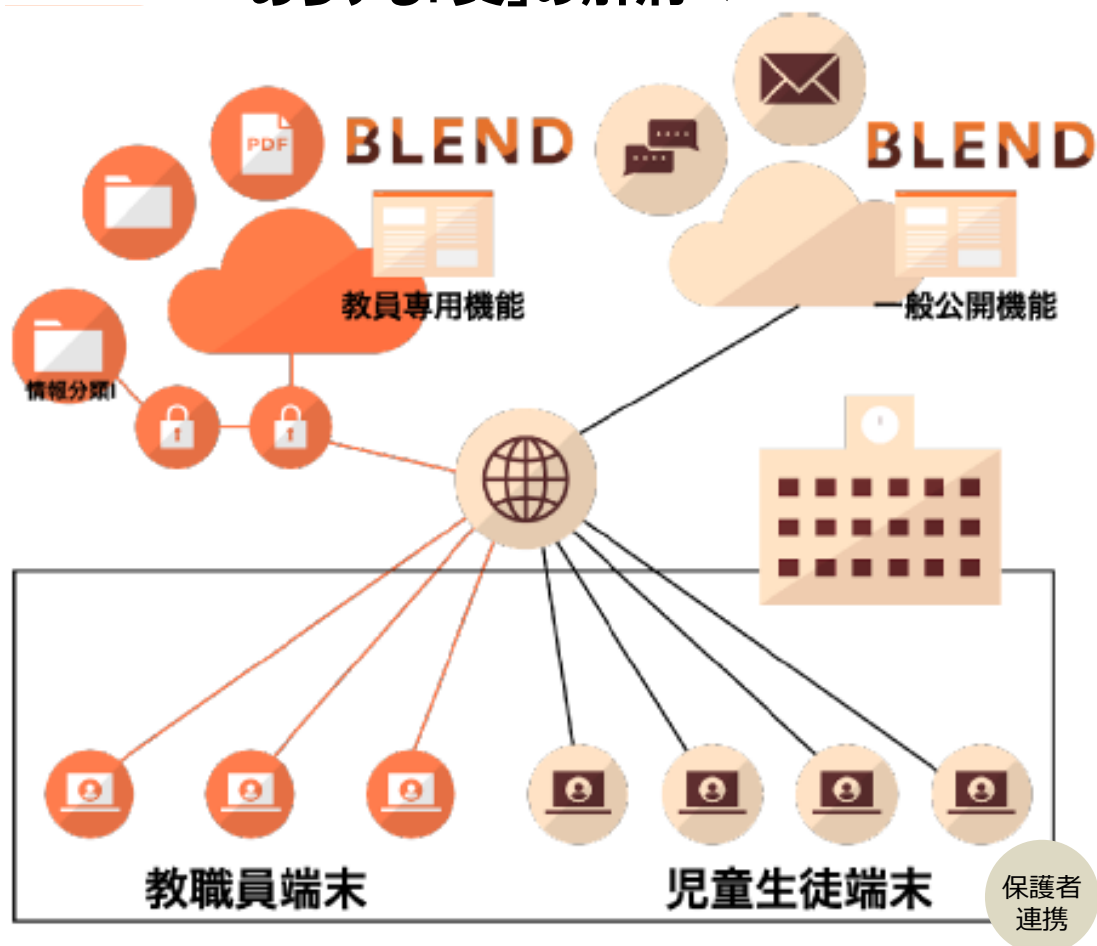 PDF
BLEND
BLEND
教員専用機能
一般公開機能
情報分類I
教職員端末
児童生徒端末
保護者
連携